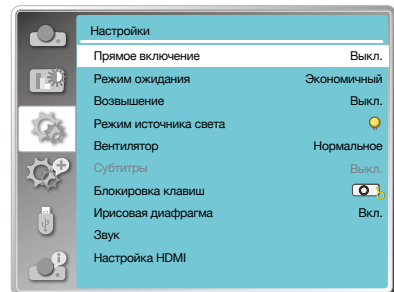 Настройки
Прямое включение Выкл.
Режим ожидания Экономичный
Возвышение Выкл.
Режим источника света
Вентилятор Нормальное
Субтитры Выкл.
Блокировка клавиш
Ирисовая диафрагма Вкл.
Звук
Настройка HDMI